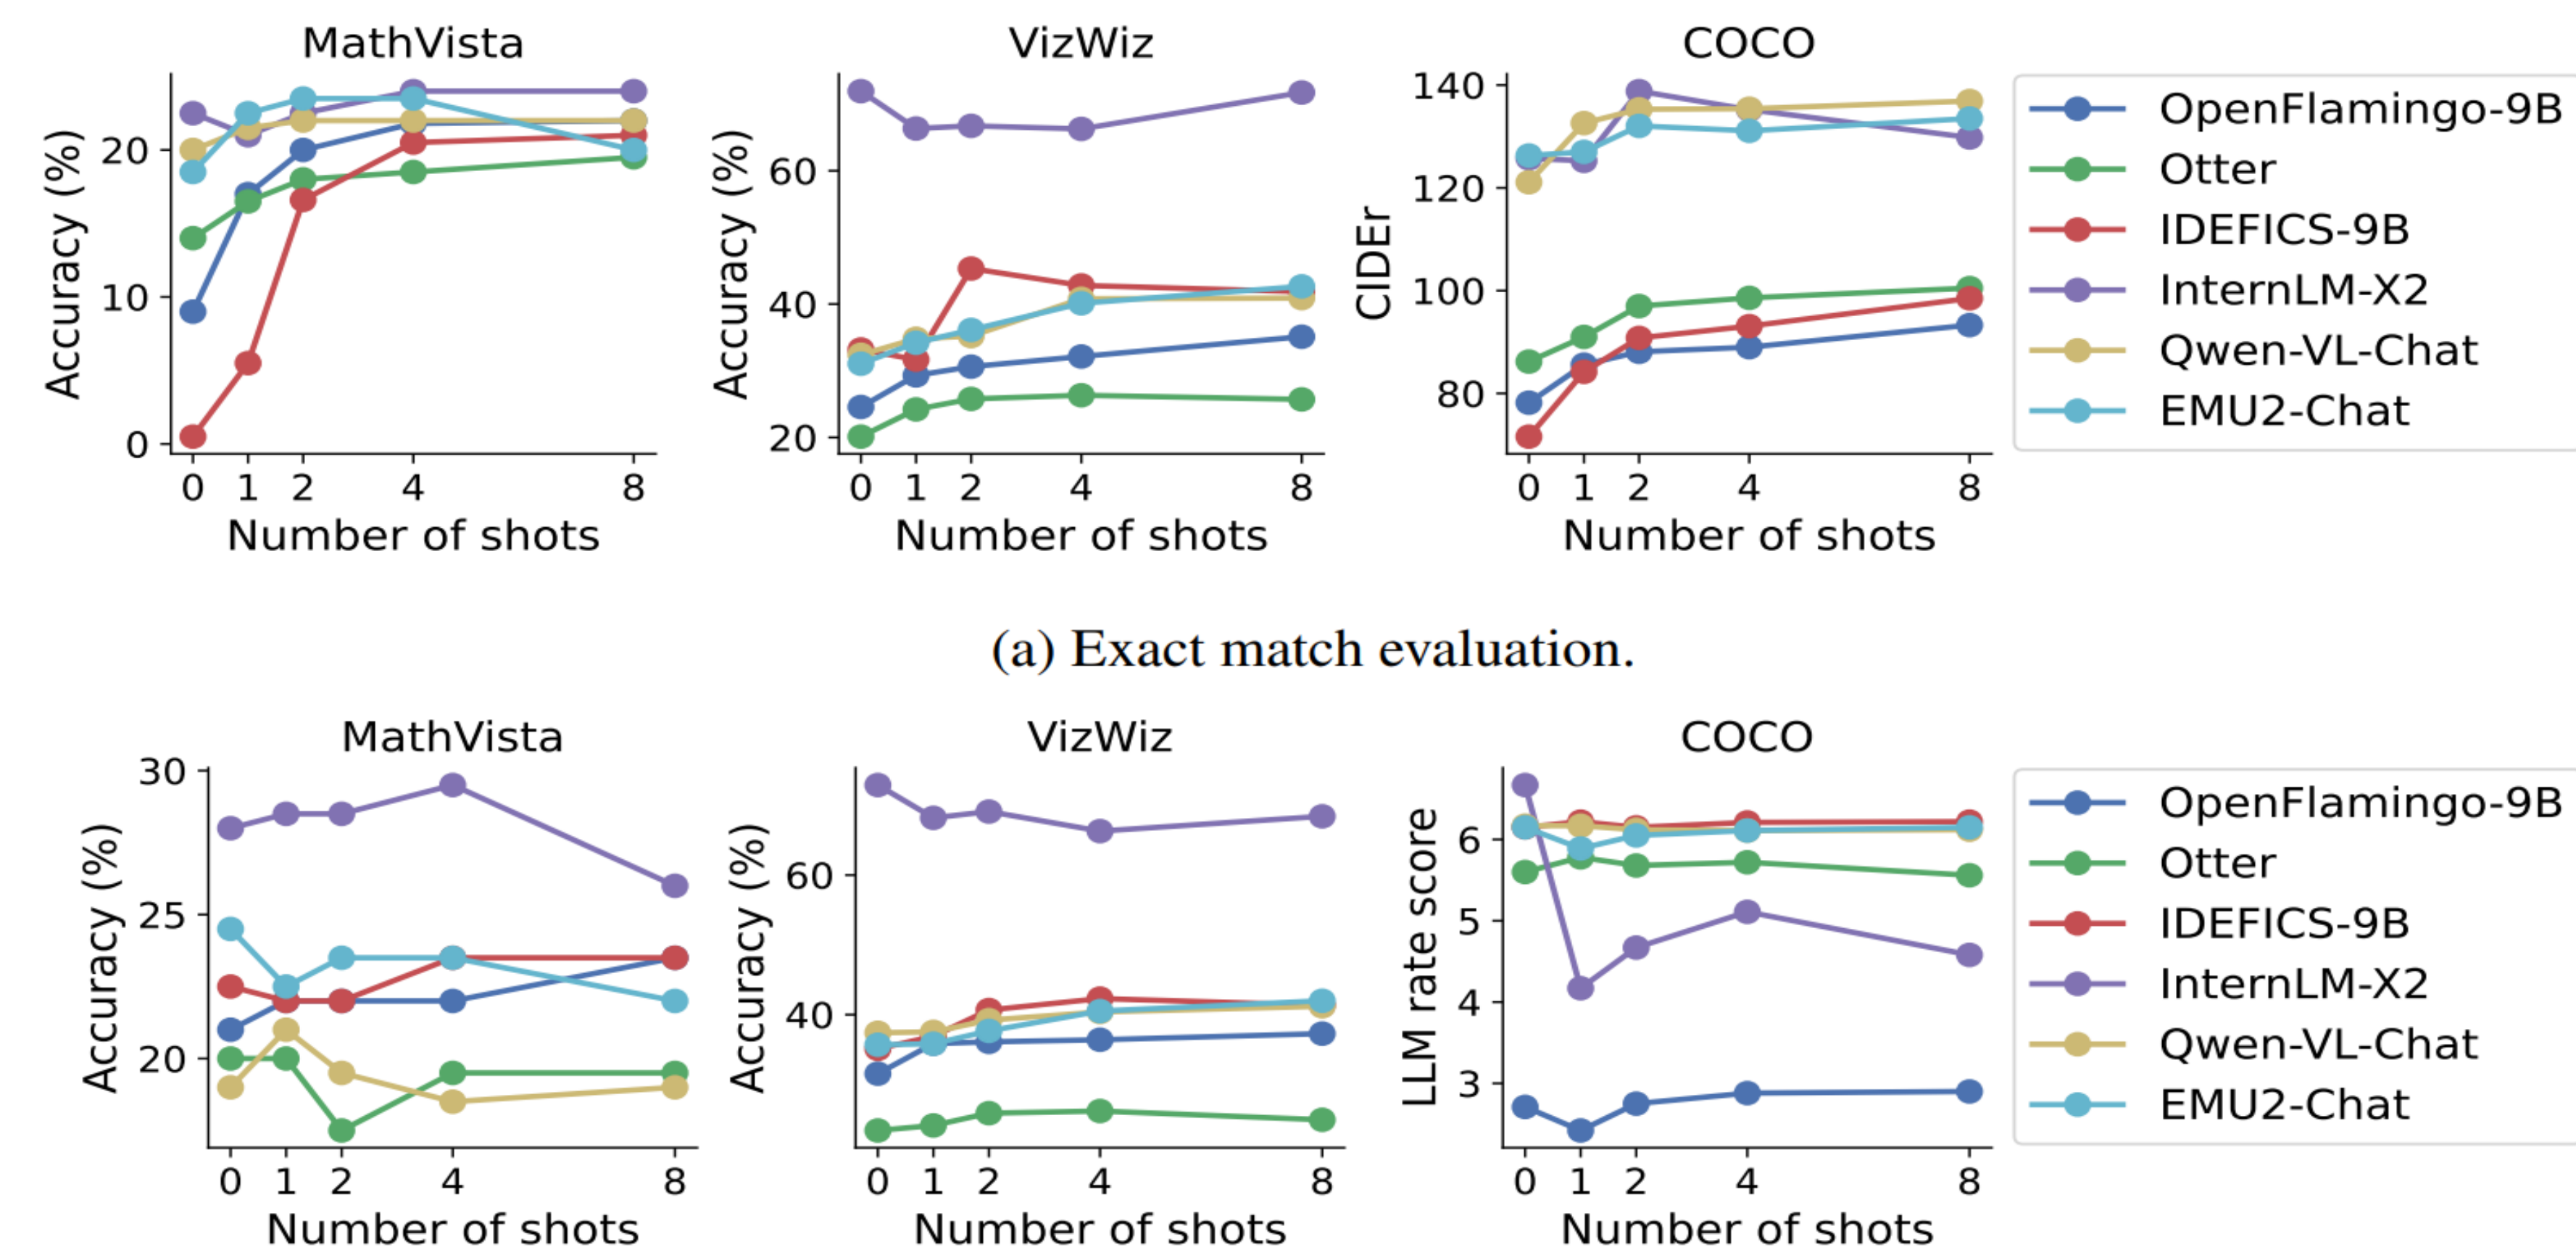 MathVista
VizWiz
COCO
Accuracy (%)
20
10
0
0 1 2 4 8
Number of shots
Accuracy (%)
60
40
20
0 1 2 4 8
Number of shots
CIDEr
140
120
100
80
0 1 2 4 8
Number of shots
OpenFlamingo-9B
Otter
IDEFICS-9B
InternLM-X2
Qwen-VL-Chat
EMU2-Chat
(a) Exact match evaluation.
MathVista
VizWiz
COCO
Accuracy (%)
30
25
20
0 1 2 4 8
Number of shots
Accuracy (%)
60
40
0 1 2 4 8
Number of shots
LLM rate score
6
5
4
3
0 1 2 4 8
Number of shots
OpenFlamingo-9B
Otter
IDEFICS-9B
InternLM-X2
Qwen-VL-Chat
EMU2-Chat